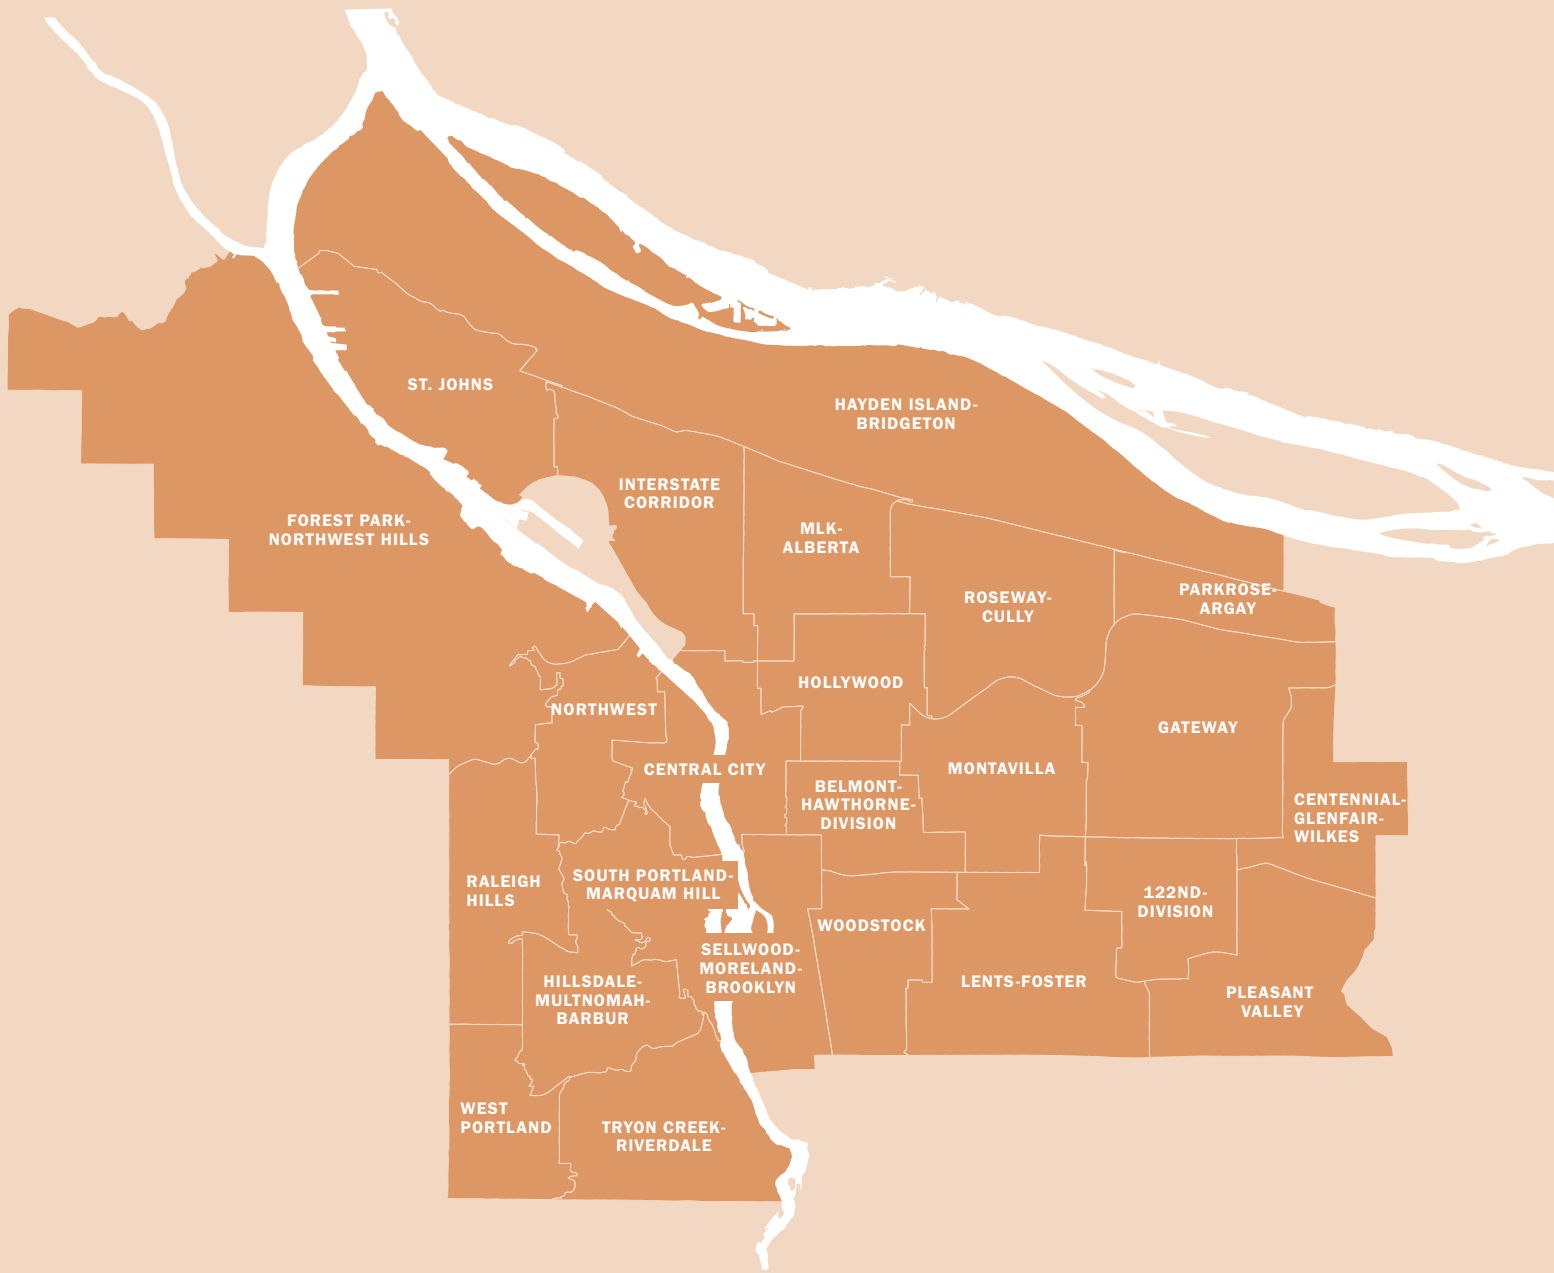 ST. JOHNS
HAYDEN ISLAND-
BRIDGETON
INTERSTATE
CORRIDOR
FOREST PARK-
NORTHWEST HILLS
MLK-
ALBERTA
ROSEWAY-
CULLY
PARKROSE-
ARGAY
HOLLYWOOD
NORTHWEST
GATEWAY
CENTRAL CITY
MONTAVILLA
BELMONT-
HAWTHORNE-
DIVISION
CENTENNIAL-
GLENFAIR-
WILKES
RALEIGH
HILLS
SOUTH PORTLAND-
MARQUAM HILL
122ND-
DIVISION
WOODSTOCK
SELLWOOD-
MORELAND-
BROOKLYN
HILLSDALE-
MULTNOMAH-
BARBUR
LENTS-FOSTER
PLEASANT
VALLEY
WEST
PORTLAND
TRYON CREEK-
RIVERDALE